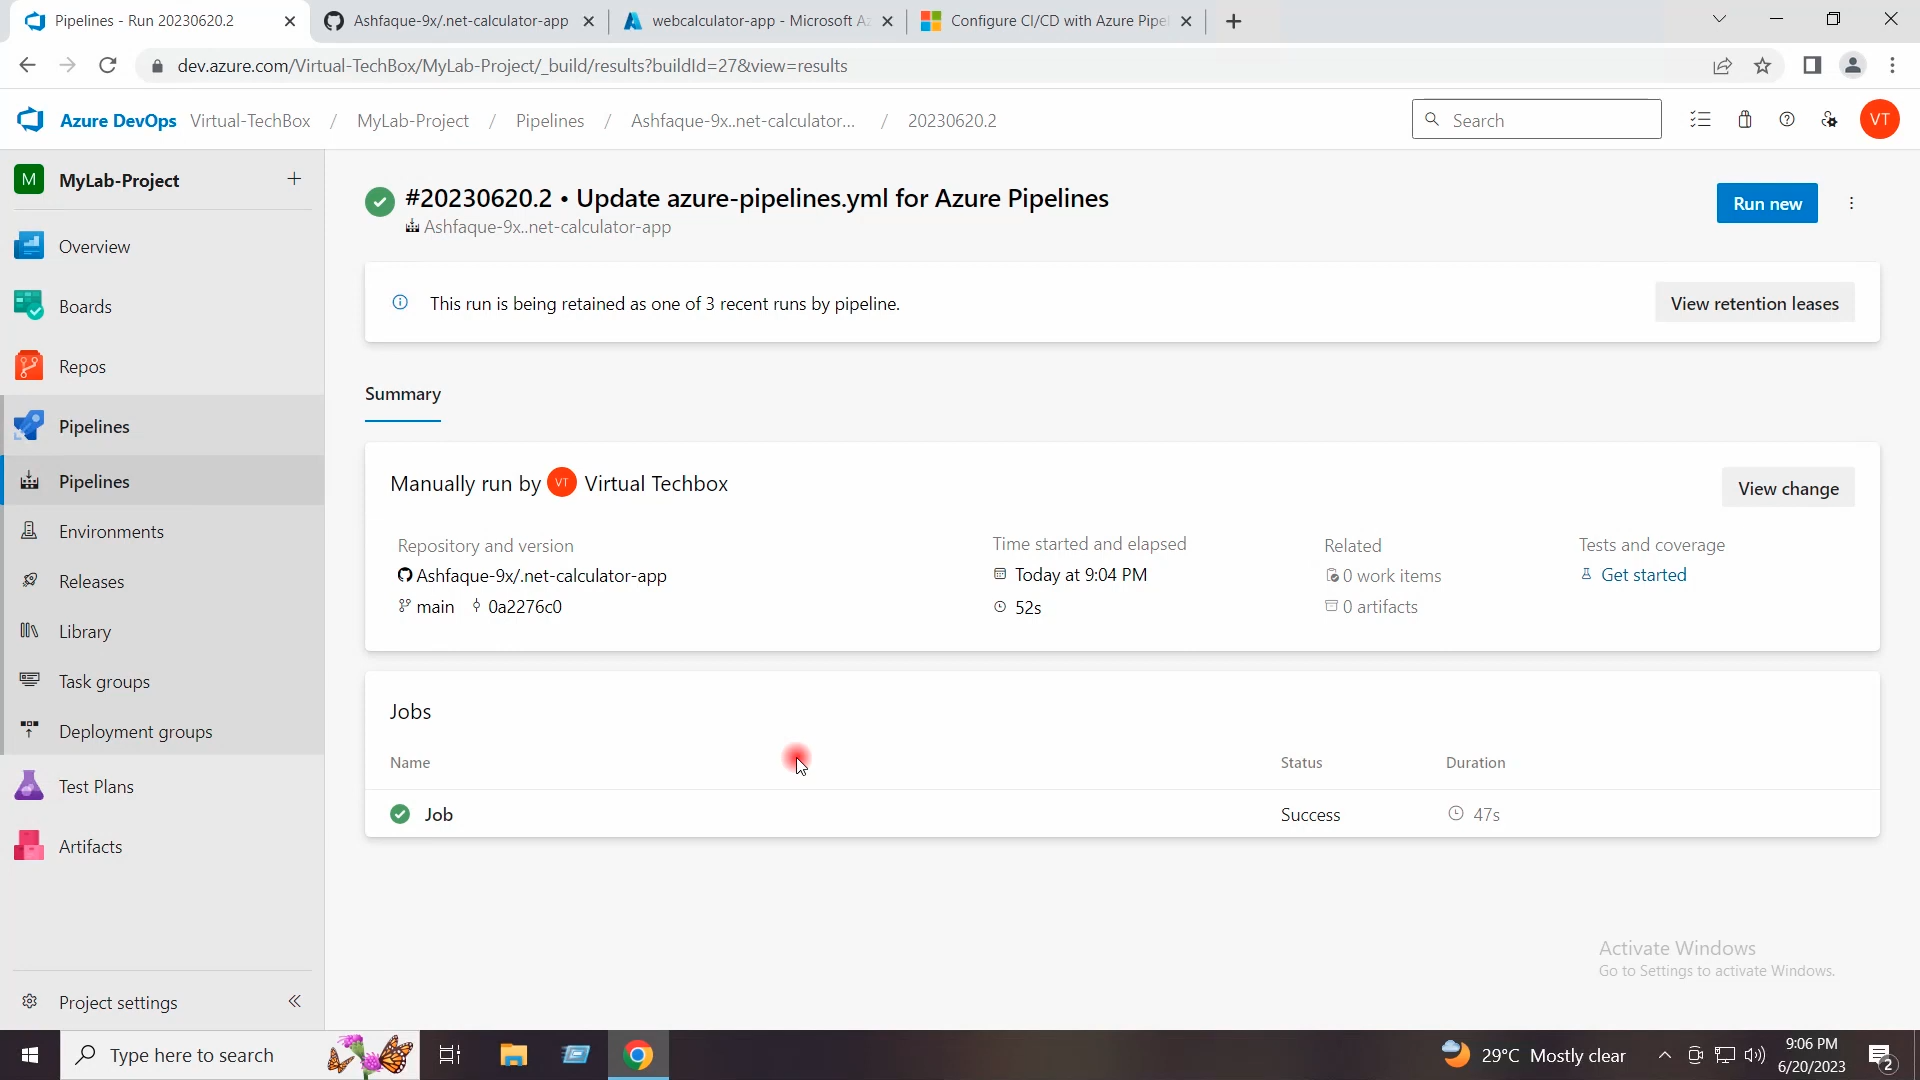 Pipelines - Run 20230620.2
Ashfaque-9x/.net-calculator-app
webcalculator-app - Microsoft Az
Configure CI/CD with Azure Pipel
dev.azure.com/Virtual-TechBox/MyLab-Project/_build/results?buildId=27&view=results
Azure DevOps Virtual-TechBox / MyLab-Project / Pipelines / Ashfaque-9x..net-calculator... / 20230620.2
Search
VT
M MyLab-Project
Overview
Boards
Repos
Pipelines
Pipelines
Environments
Releases
Library
Task groups
Deployment groups
Test Plans
Artifacts
Project settings
#20230620.2 • Update azure-pipelines.yml for Azure Pipelines
Ashfaque-9x..net-calculator-app
Run new
This run is being retained as one of 3 recent runs by pipeline.
View retention leases
Summary
Manually run by VT Virtual Techbox
View change
Repository and version
Ashfaque-9x/.net-calculator-app
main 0a2276c0
Time started and elapsed
Today at 9:04 PM
52s
Related
0 work items
0 artifacts
Tests and coverage
Get started
Jobs
Name Status Duration
Job Success 47s
Activate Windows
Go to Settings to activate Windows.
Type here to search
29°C Mostly clear
9:06 PM
6/20/2023
2